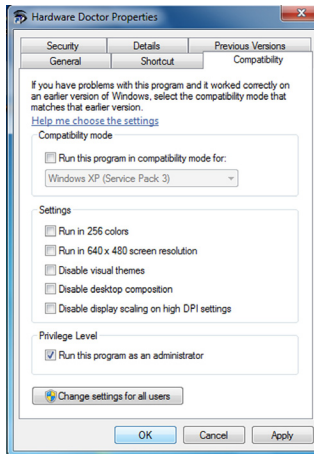 Hardware Doctor Properties
Security Details Previous Versions
General Shortcut Compatibility
If you have problems with this program and it worked correctly on
an earlier version of Windows, select the compatibility mode that
matches that earlier version.
Help me choose the settings
Compatibility mode
Run this program in compatibility mode for:
Windows XP (Service Pack 3)
Settings
Run in 256 colors
Run in 640 x 480 screen resolution
Disable visual themes
Disable desktop composition
Disable display scaling on high DPI settings
Privilege Level
Run this program as an administrator
Change settings for all users
OK Cancel Apply